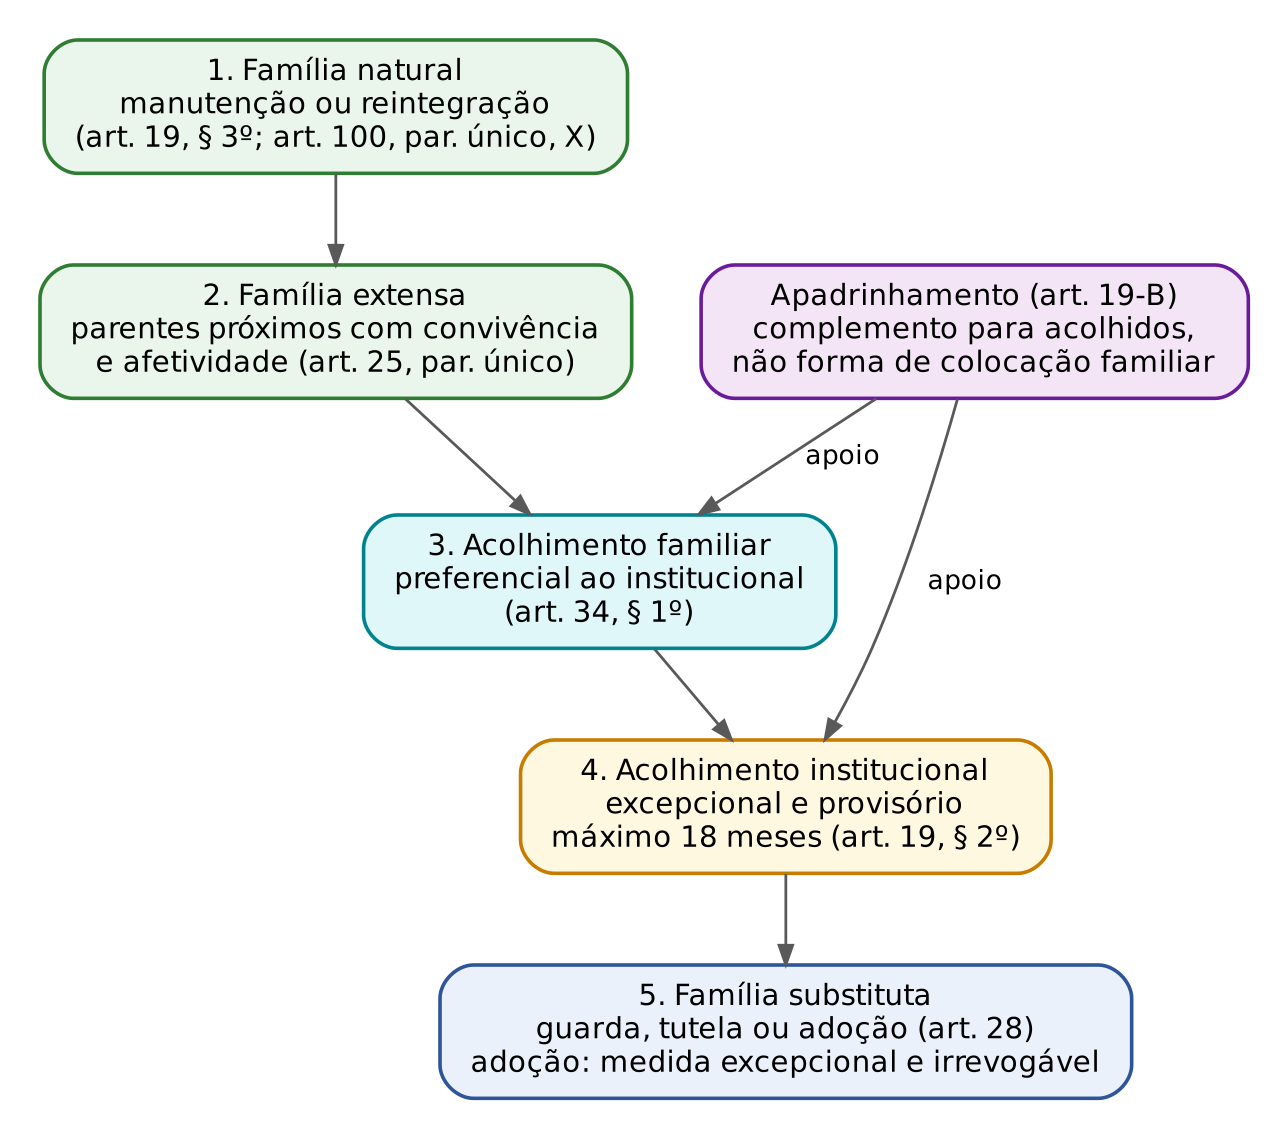 1. Família natural
manutenção ou reintegração
(art. 19, § 3º; art. 100, par. único, X)
2. Família extensa
parentes próximos com convivência
e afetividade (art. 25, par. único)
Apadrinhamento (art. 19-B)
complemento para acolhidos,
não forma de colocação familiar
apoio
3. Acolhimento familiar
preferencial ao institucional
(art. 34, § 1º)
apoio
4. Acolhimento institucional
excepcional e provisório
máximo 18 meses (art. 19, § 2º)
5. Família substituta
guarda, tutela ou adoção (art. 28)
adoção: medida excepcional e irrevogável